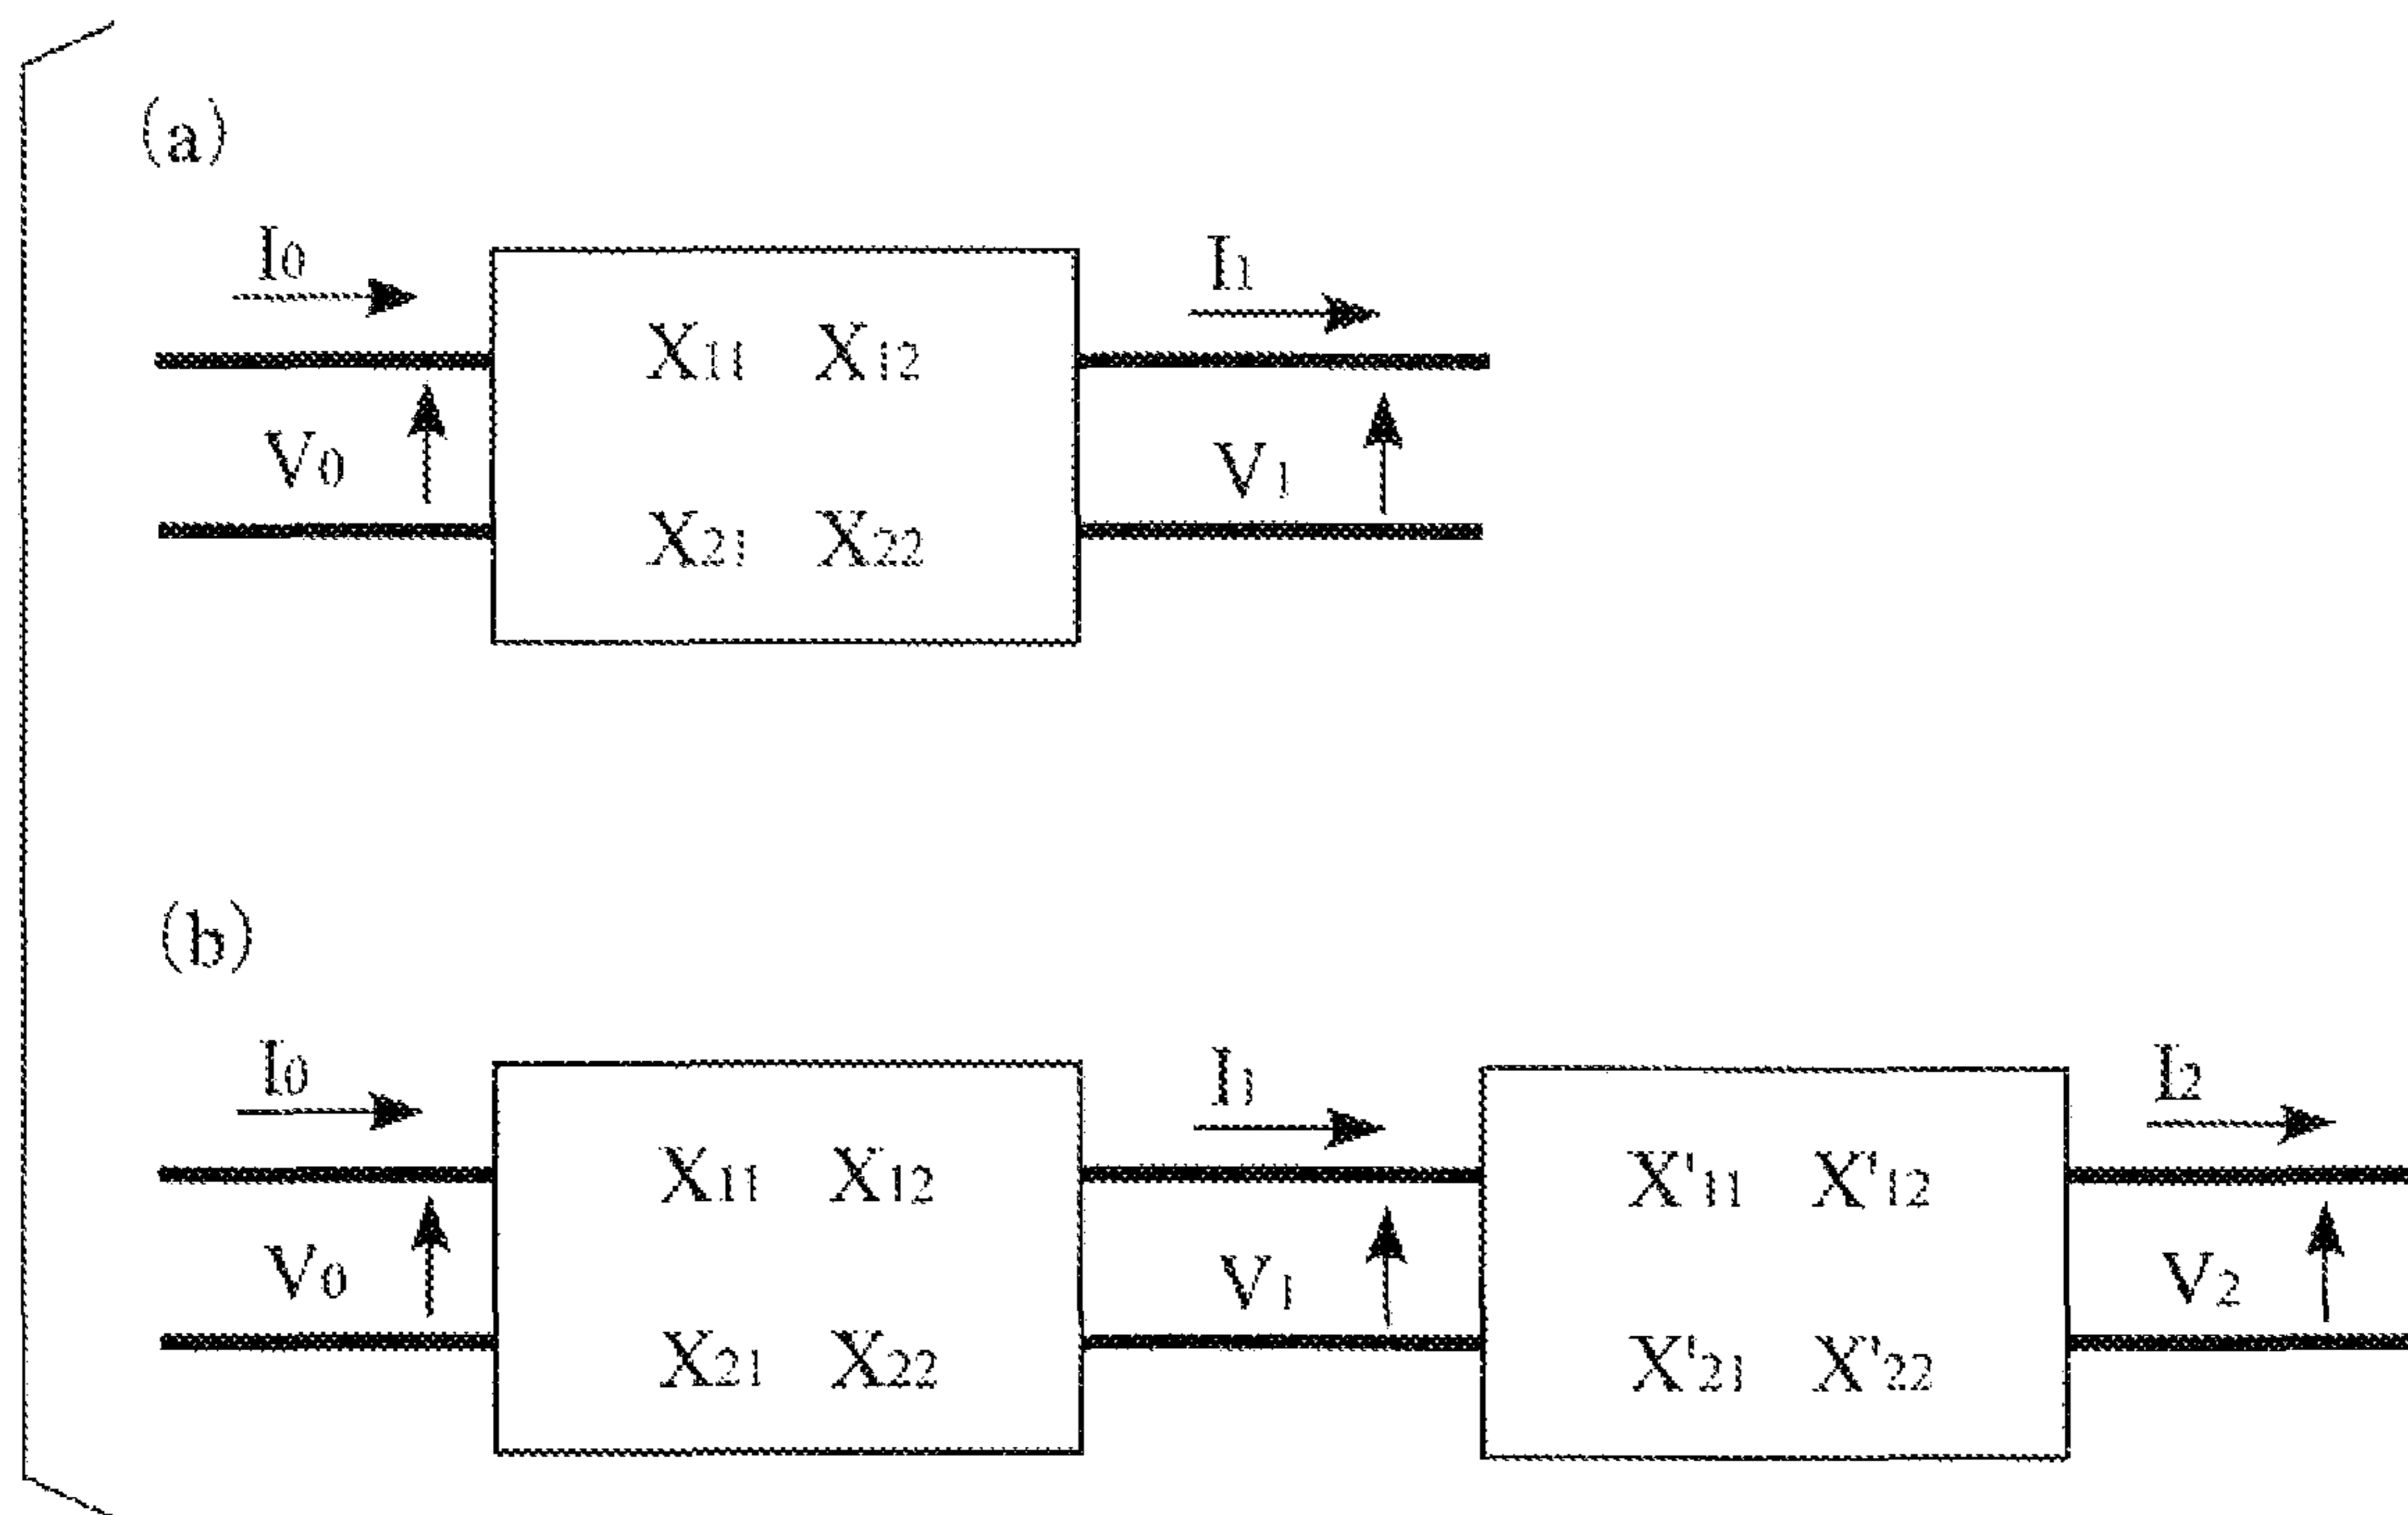 (a)
I0 I1
X11 X12
V0 V1
X21 X22
(b)
I0 I1 I2
X11 X12 X'11 X'12
V0 V1 V2
X21 X22 X'21 X'22